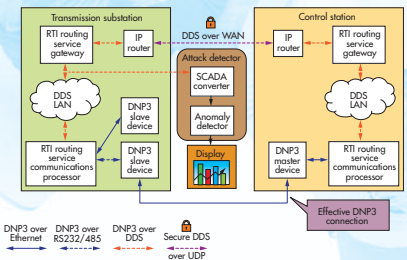 Transmission substation
Control station
RTI routing
service
gateway
IP
router
DDS over WAN
IP
router
RTI routing
service
gateway
Attack detector
SCADA
converter
DDS
LAN
DNP3
slave
device
Anomaly
detector
DDS
LAN
RTI routing
service
communications
processor
DNP3
slave
device
Display
DNP3
master
device
RTI routing
service
communications
processor
Effective DNP3
connection
DNP3 over
Ethernet
DNP3 over
RS232/485
DNP3 over
DDS
Secure DDS
over UDP